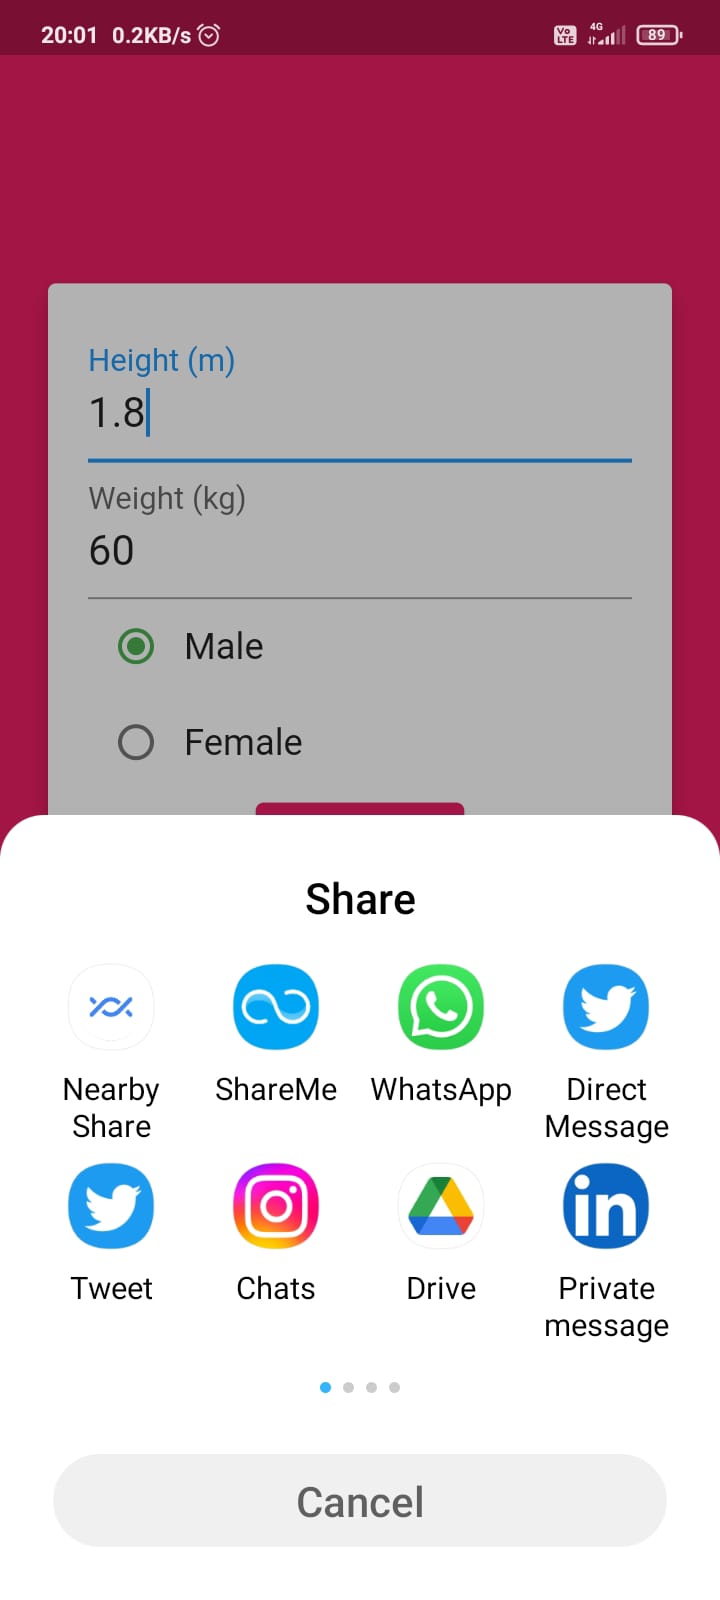 20:01 0.2KB/s Vo LTE 4G 89
Height (m)
1.8
Weight (kg)
60
Male
Female
Share
Nearby Share
ShareMe
WhatsApp
Direct Message
Tweet
Chats
Drive
in
Private message
Cancel